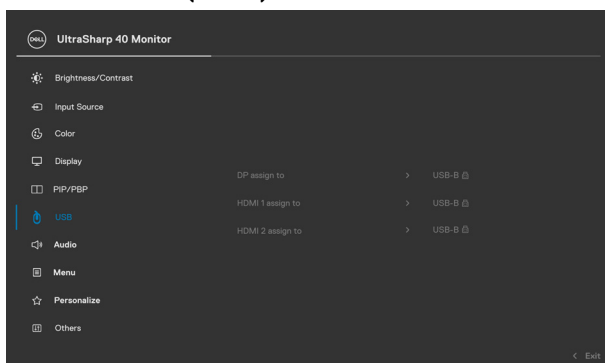 DELL UltraSharp 40 Monitor
Brightness/Contrast
Input Source
Color
Display
PIP/PBP
USB
Audio
Menu
Personalize
Others
DP assign to > USB-B
HDMI 1 assign to > USB-B
HDMI 2 assign to > USB-B
< Exit